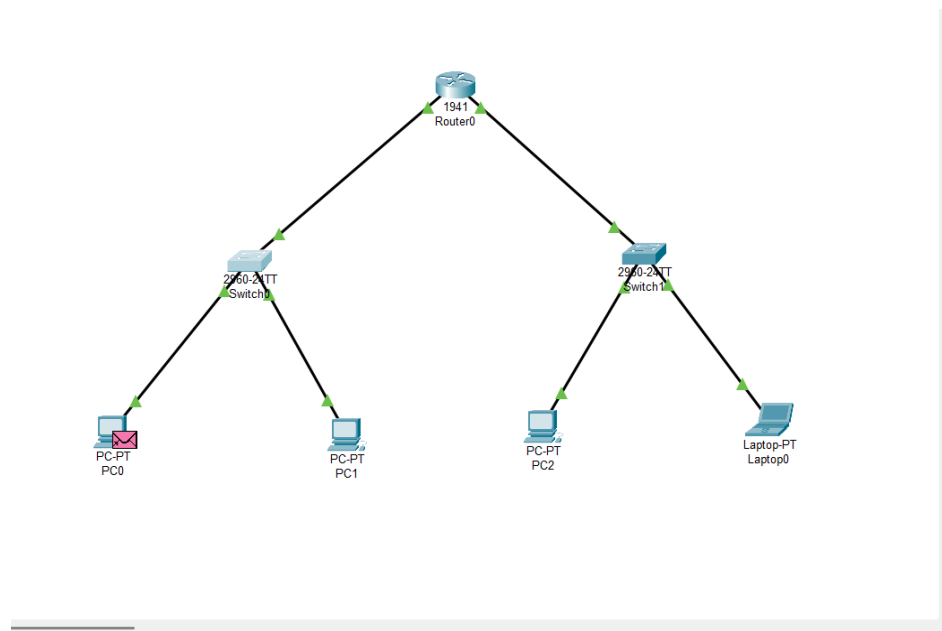 1941
Router0
2960-24TT
Switch0
2960-24TT
Switch1
PC-PT
PC0
PC-PT
PC1
PC-PT
PC2
Laptop-PT
Laptop0